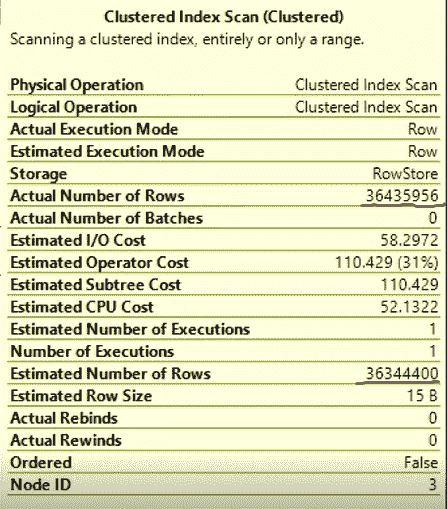 Clustered Index Scan (Clustered)
Scanning a clustered index, entirely or only a range.
Physical Operation Clustered Index Scan
Logical Operation Clustered Index Scan
Actual Execution Mode Row
Estimated Execution Mode Row
Storage RowStore
Actual Number of Rows 36435956
Actual Number of Batches 0
Estimated I/O Cost 58.2972
Estimated Operator Cost 110.429 (31%)
Estimated Subtree Cost 110.429
Estimated CPU Cost 52.1322
Estimated Number of Executions 1
Number of Executions 1
Estimated Number of Rows 36344400
Estimated Row Size 15 B
Actual Rebinds 0
Actual Rewinds 0
Ordered False
Node ID 3